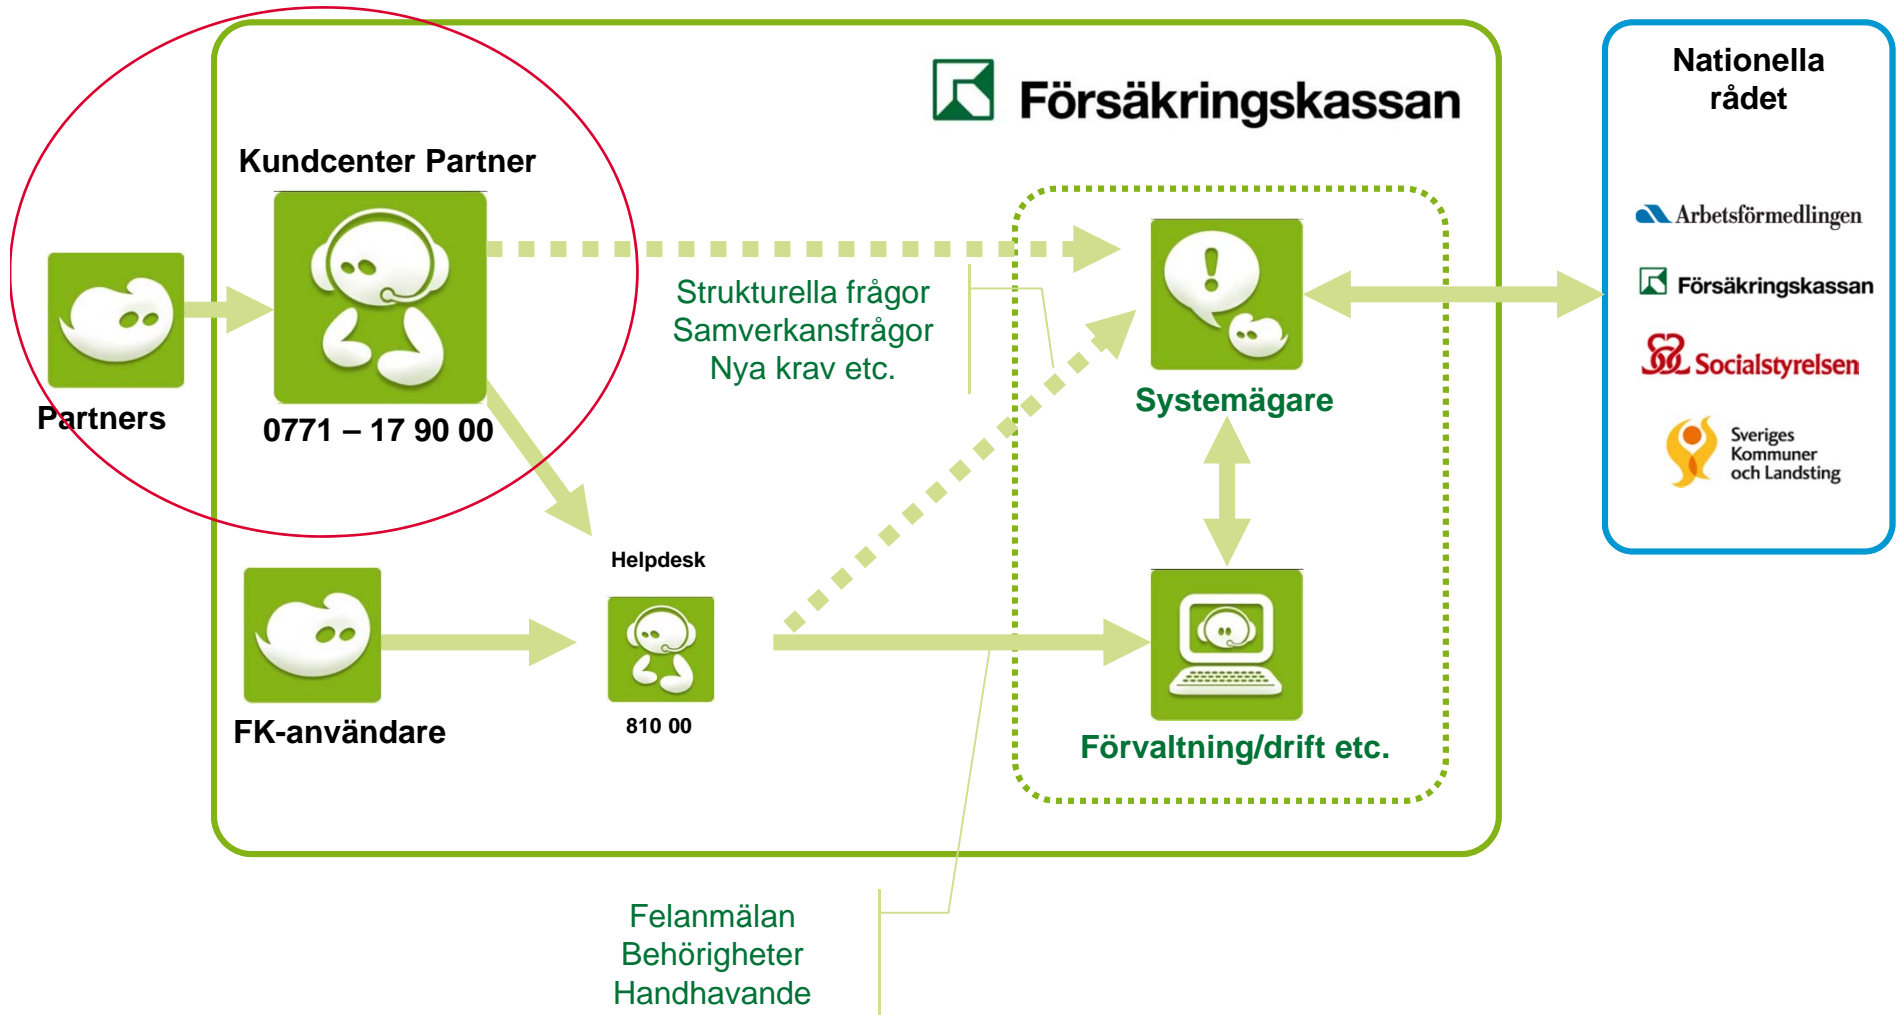 Försäkringskassan
Nationella
rådet
Kundcenter Partner
Arbetsförmedlingen
Försäkringskassan
Socialstyrelsen
Sveriges
Kommuner
och Landsting
Strukturella frågor
Samverkansfrågor
Nya krav etc.
Partners
0771 – 17 90 00
Systemägare
Helpdesk
810 00
FK-användare
Förvaltning/drift etc.
Felanmälan
Behörigheter
Handhavande